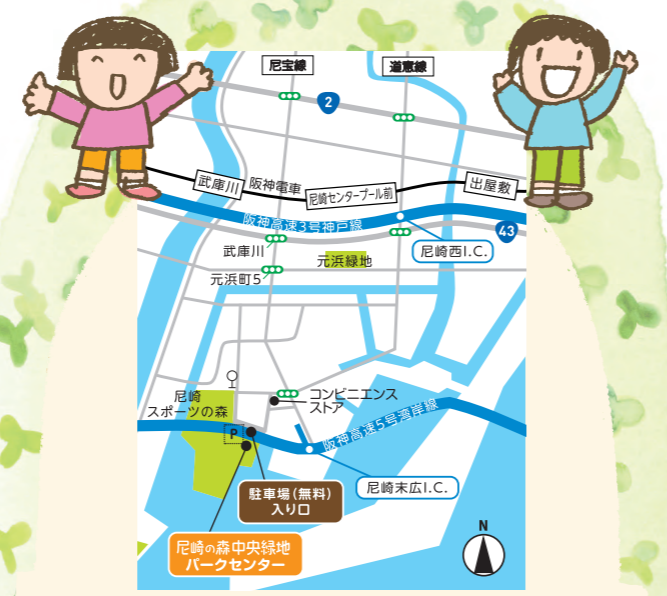 尼宝線
道意線
2
武庫川
阪神電車
尼崎センタープール前
出屋敷
阪神高速3号神戸線
43
武庫川
尼崎西I.C.
元浜緑地
元浜町5
尼崎
スポーツの森
コンビニエンス
ストア
阪神高速5号湾岸線
P
尼崎末広I.C.
駐車場(無料)
入り口
尼崎の森中央緑地
パークセンター
N